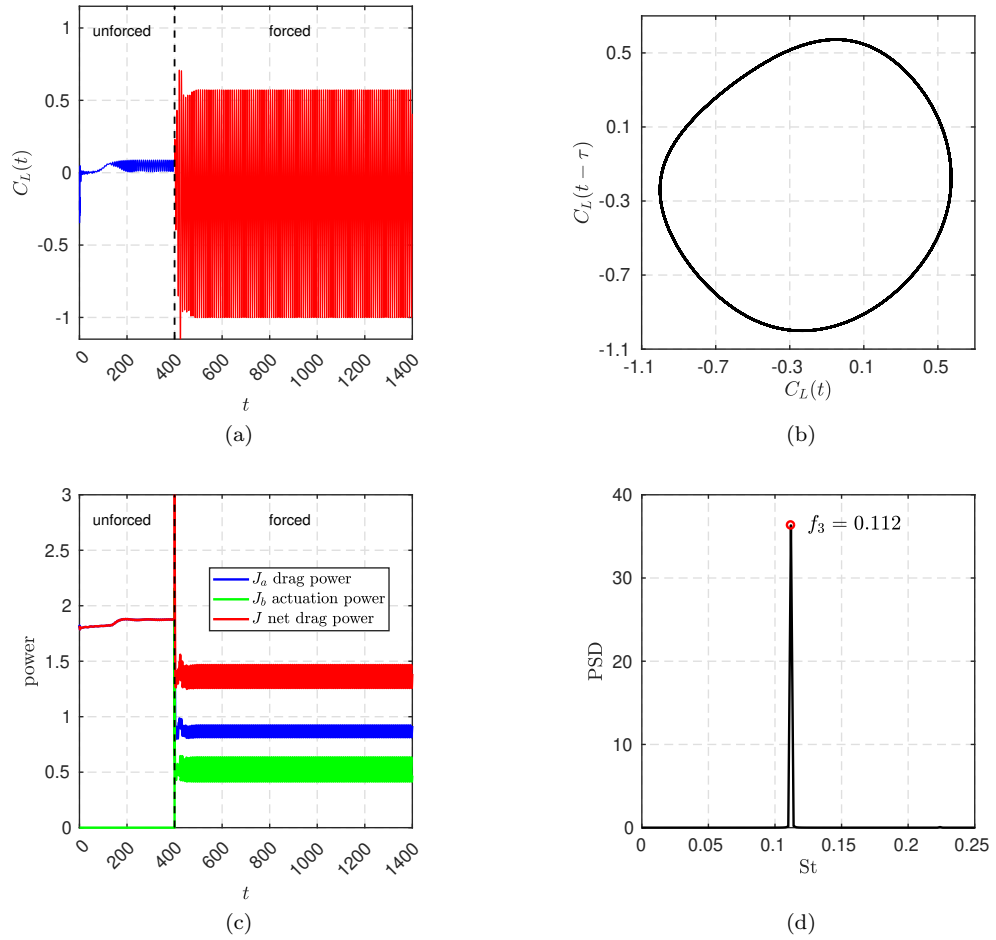 unforced forced
1
0.5
0
-0.5
-1
C_L(t)
0 200 400 600 800 1000 1200 1400
t
(a)
0.5
0.1
-0.3
-0.7
-1.1
C_L(t − τ)
-1.1 -0.7 -0.3 0.1 0.5
C_L(t)
(b)
3
2.5
2
1.5
1
0.5
0
power
unforced forced
J_a drag power
J_b actuation power
J net drag power
0 200 400 600 800 1000 1200 1400
t
(c)
40
30
20
10
0
PSD
f_3 = 0.112
0 0.05 0.1 0.15 0.2 0.25
St
(d)